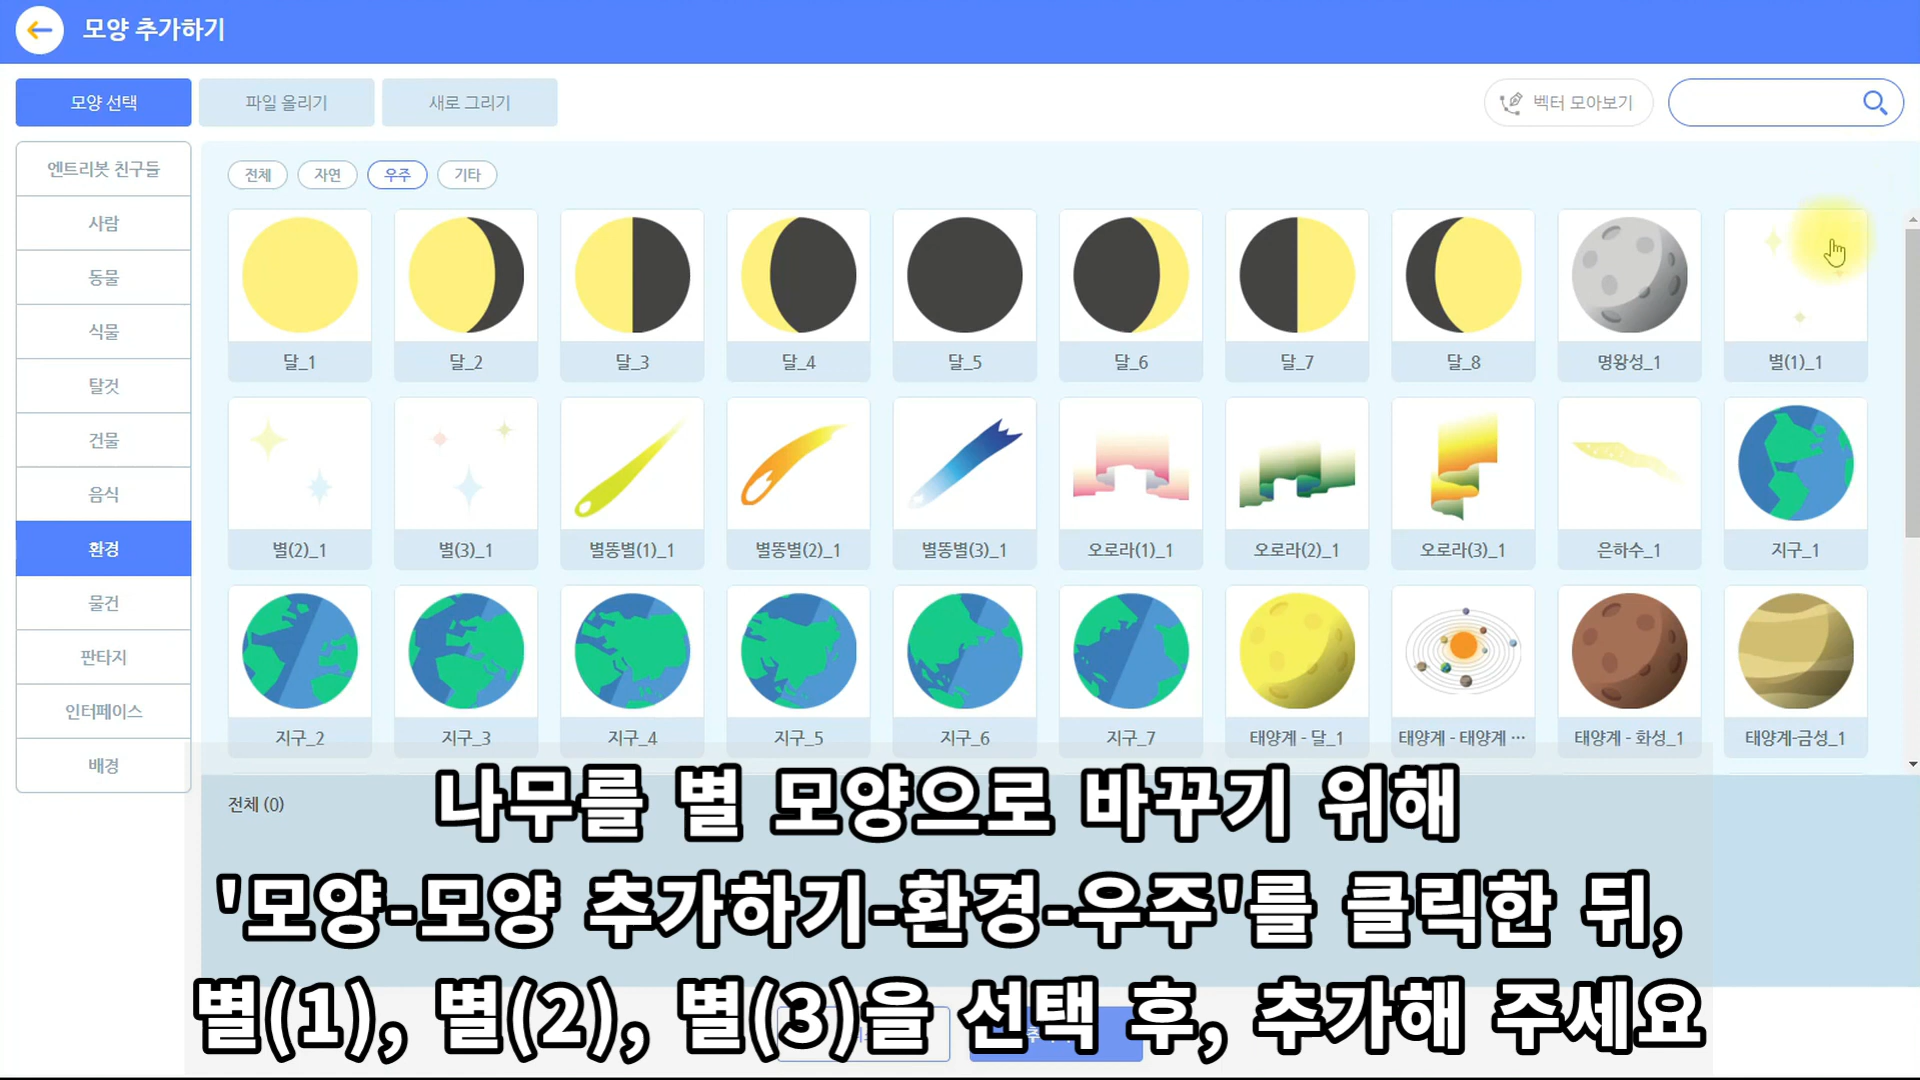 모양 추가하기
모양 선택
파일 올리기
새로 그리기
벡터 모아보기
엔트리봇 친구들
사람
동물
식물
탈것
건물
음식
환경
물건
판타지
인터페이스
배경
전체
자연
우주
기타
달_1
달_2
달_3
달_4
달_5
달_6
달_7
달_8
명왕성_1
별(1)_1
별(2)_1
별(3)_1
별똥별(1)_1
별똥별(2)_1
별똥별(3)_1
오로라(1)_1
오로라(2)_1
오로라(3)_1
은하수_1
지구_1
지구_2
지구_3
지구_4
지구_5
지구_6
지구_7
태양계 - 달_1
태양계 - 태양계 ···
태양계 - 화성_1
태양계-금성_1
전체 (0)
나무를 별 모양으로 바꾸기 위해
'모양-모양 추가하기-환경-우주'를 클릭한 뒤,
별(1), 별(2), 별(3)을 선택 후, 추가해 주세요